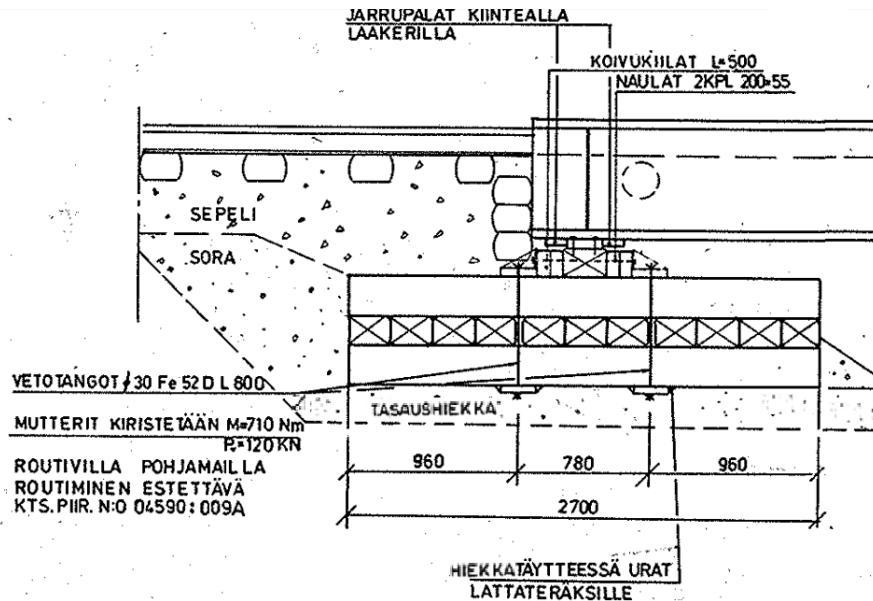 JARRUPALAT KIINTEALLA
LAAKERILLA
KOIVUKIILAT L=500
NAULAT 2KPL 200×55
SEPELI
SORA
VETOTANGOT ∮30 Fe 52 D L 800
TASAUSHIEKKA
MUTTERIT KIRISTETÄÄN M=710 Nm
P=120 KN
960
780
960
ROUTIVILLA POHJAMAILLA
ROUTIMINEN ESTETTÄVÄ
KTS.PIIR. N:O 04590:009A
2700
HIEKKATÄYTTEESSÄ URAT
LATTATERÄKSILLE